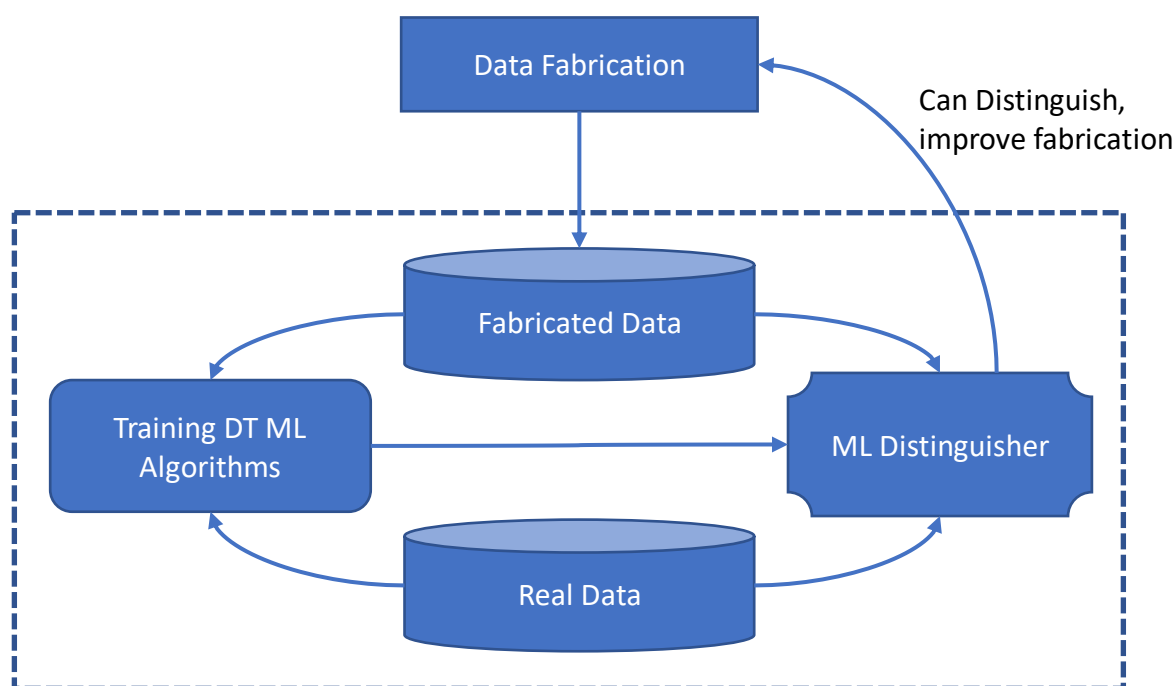 Data Fabrication
Can Distinguish,
improve fabrication
Fabricated Data
Training DT ML
Algorithms
ML Distinguisher
Real Data